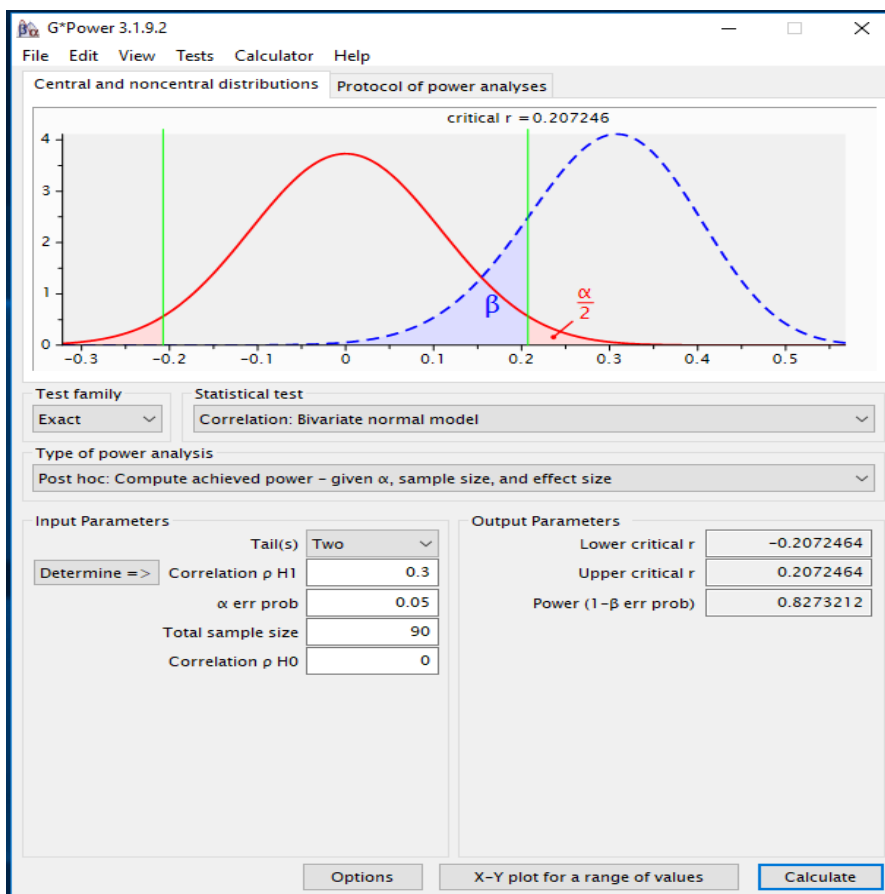 G*Power 3.1.9.2
File Edit View Tests Calculator Help
Central and noncentral distributions Protocol of power analyses
critical r = 0.207246
4
3
2
1
0
β
α
2
-0.3 -0.2 -0.1 0 0.1 0.2 0.3 0.4 0.5
Test family Statistical test
Exact Correlation: Bivariate normal model
Type of power analysis
Post hoc: Compute achieved power – given α, sample size, and effect size
Input Parameters Output Parameters
Tail(s) Two Lower critical r -0.2072464
Determine => Correlation ρ H1 0.3 Upper critical r 0.2072464
α err prob 0.05 Power (1-β err prob) 0.8273212
Total sample size 90
Correlation ρ H0 0
Options X-Y plot for a range of values Calculate